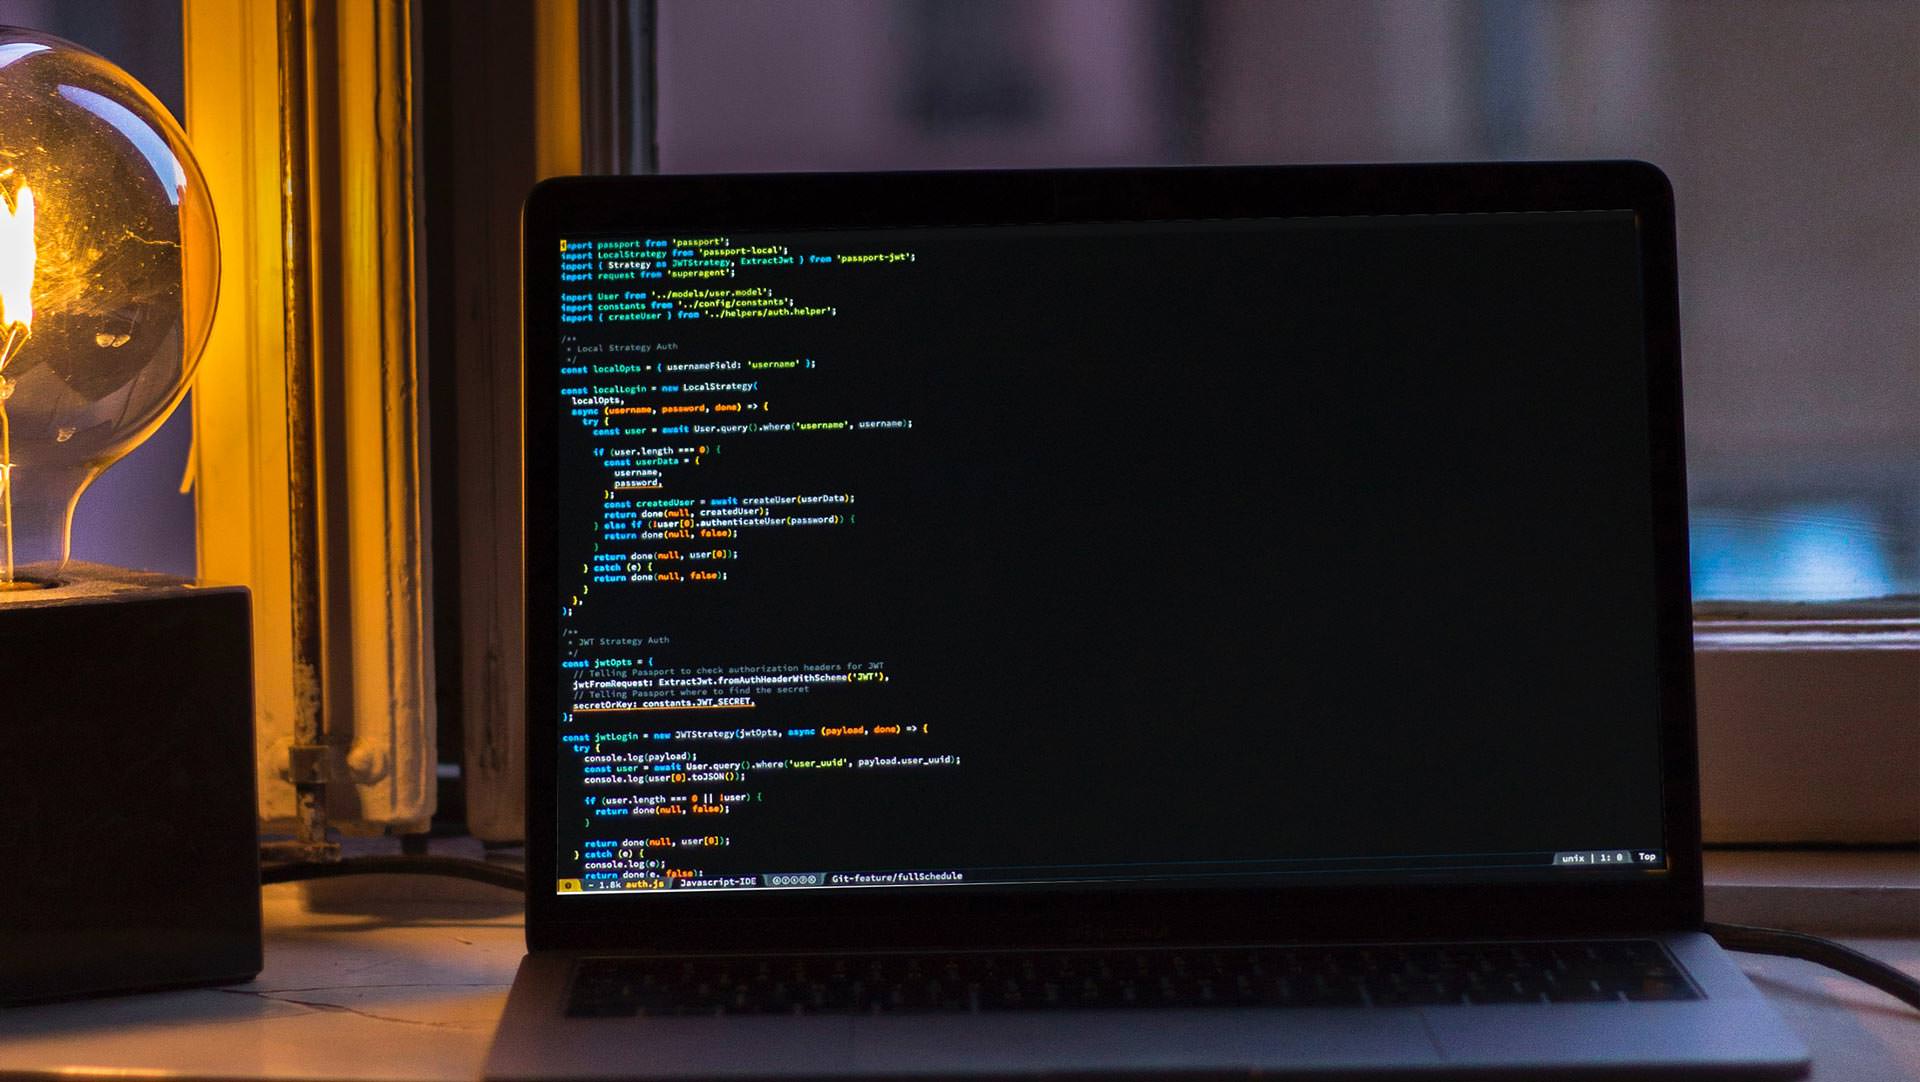 import passport from 'passport';
import LocalStrategy from 'passport-local';
import { Strategy as JWTStrategy, ExtractJwt } from 'passport-jwt';
import request from 'superagent';
import User from '../models/user.model';
import constants from '../config/constants';
import { createUser } from '../helpers/auth.helper';
/**
* Local Strategy Auth
*/
const localOpts = { usernameField: 'username' };
const localLogin = new LocalStrategy(
localOpts,
async (username, password, done) => {
try {
const user = await User.query().where('username', username);
if (user.length === 0) {
const userData = {
username,
password,
};
const createdUser = await createUser(userData);
return done(null, createdUser);
} else if (!user[0].authenticateUser(password)) {
return done(null, false);
}
return done(null, user[0]);
} catch (e) {
return done(null, false);
}
},
);
/**
* JWT Strategy Auth
*/
const jwtOpts = {
// Telling Passport to check authorization headers for JWT
jwtFromRequest: ExtractJwt.fromAuthHeaderWithScheme('JWT'),
// Telling Passport where to find the secret
secretOrKey: constants.JWT_SECRET,
};
const jwtLogin = new JWTStrategy(jwtOpts, async (payload, done) => {
try {
console.log(payload);
const user = await User.query().where('user_uuid', payload.user_uuid);
console.log(user[0].toJSON());
if (user.length === 0 || !user) {
return done(null, false);
}
return done(null, user[0]);
} catch (e) {
console.log(e);
return done(e, false);
- 1.8k auth.js Javascript-IDE Git-feature/fullSchedule unix | 1: 0 Top